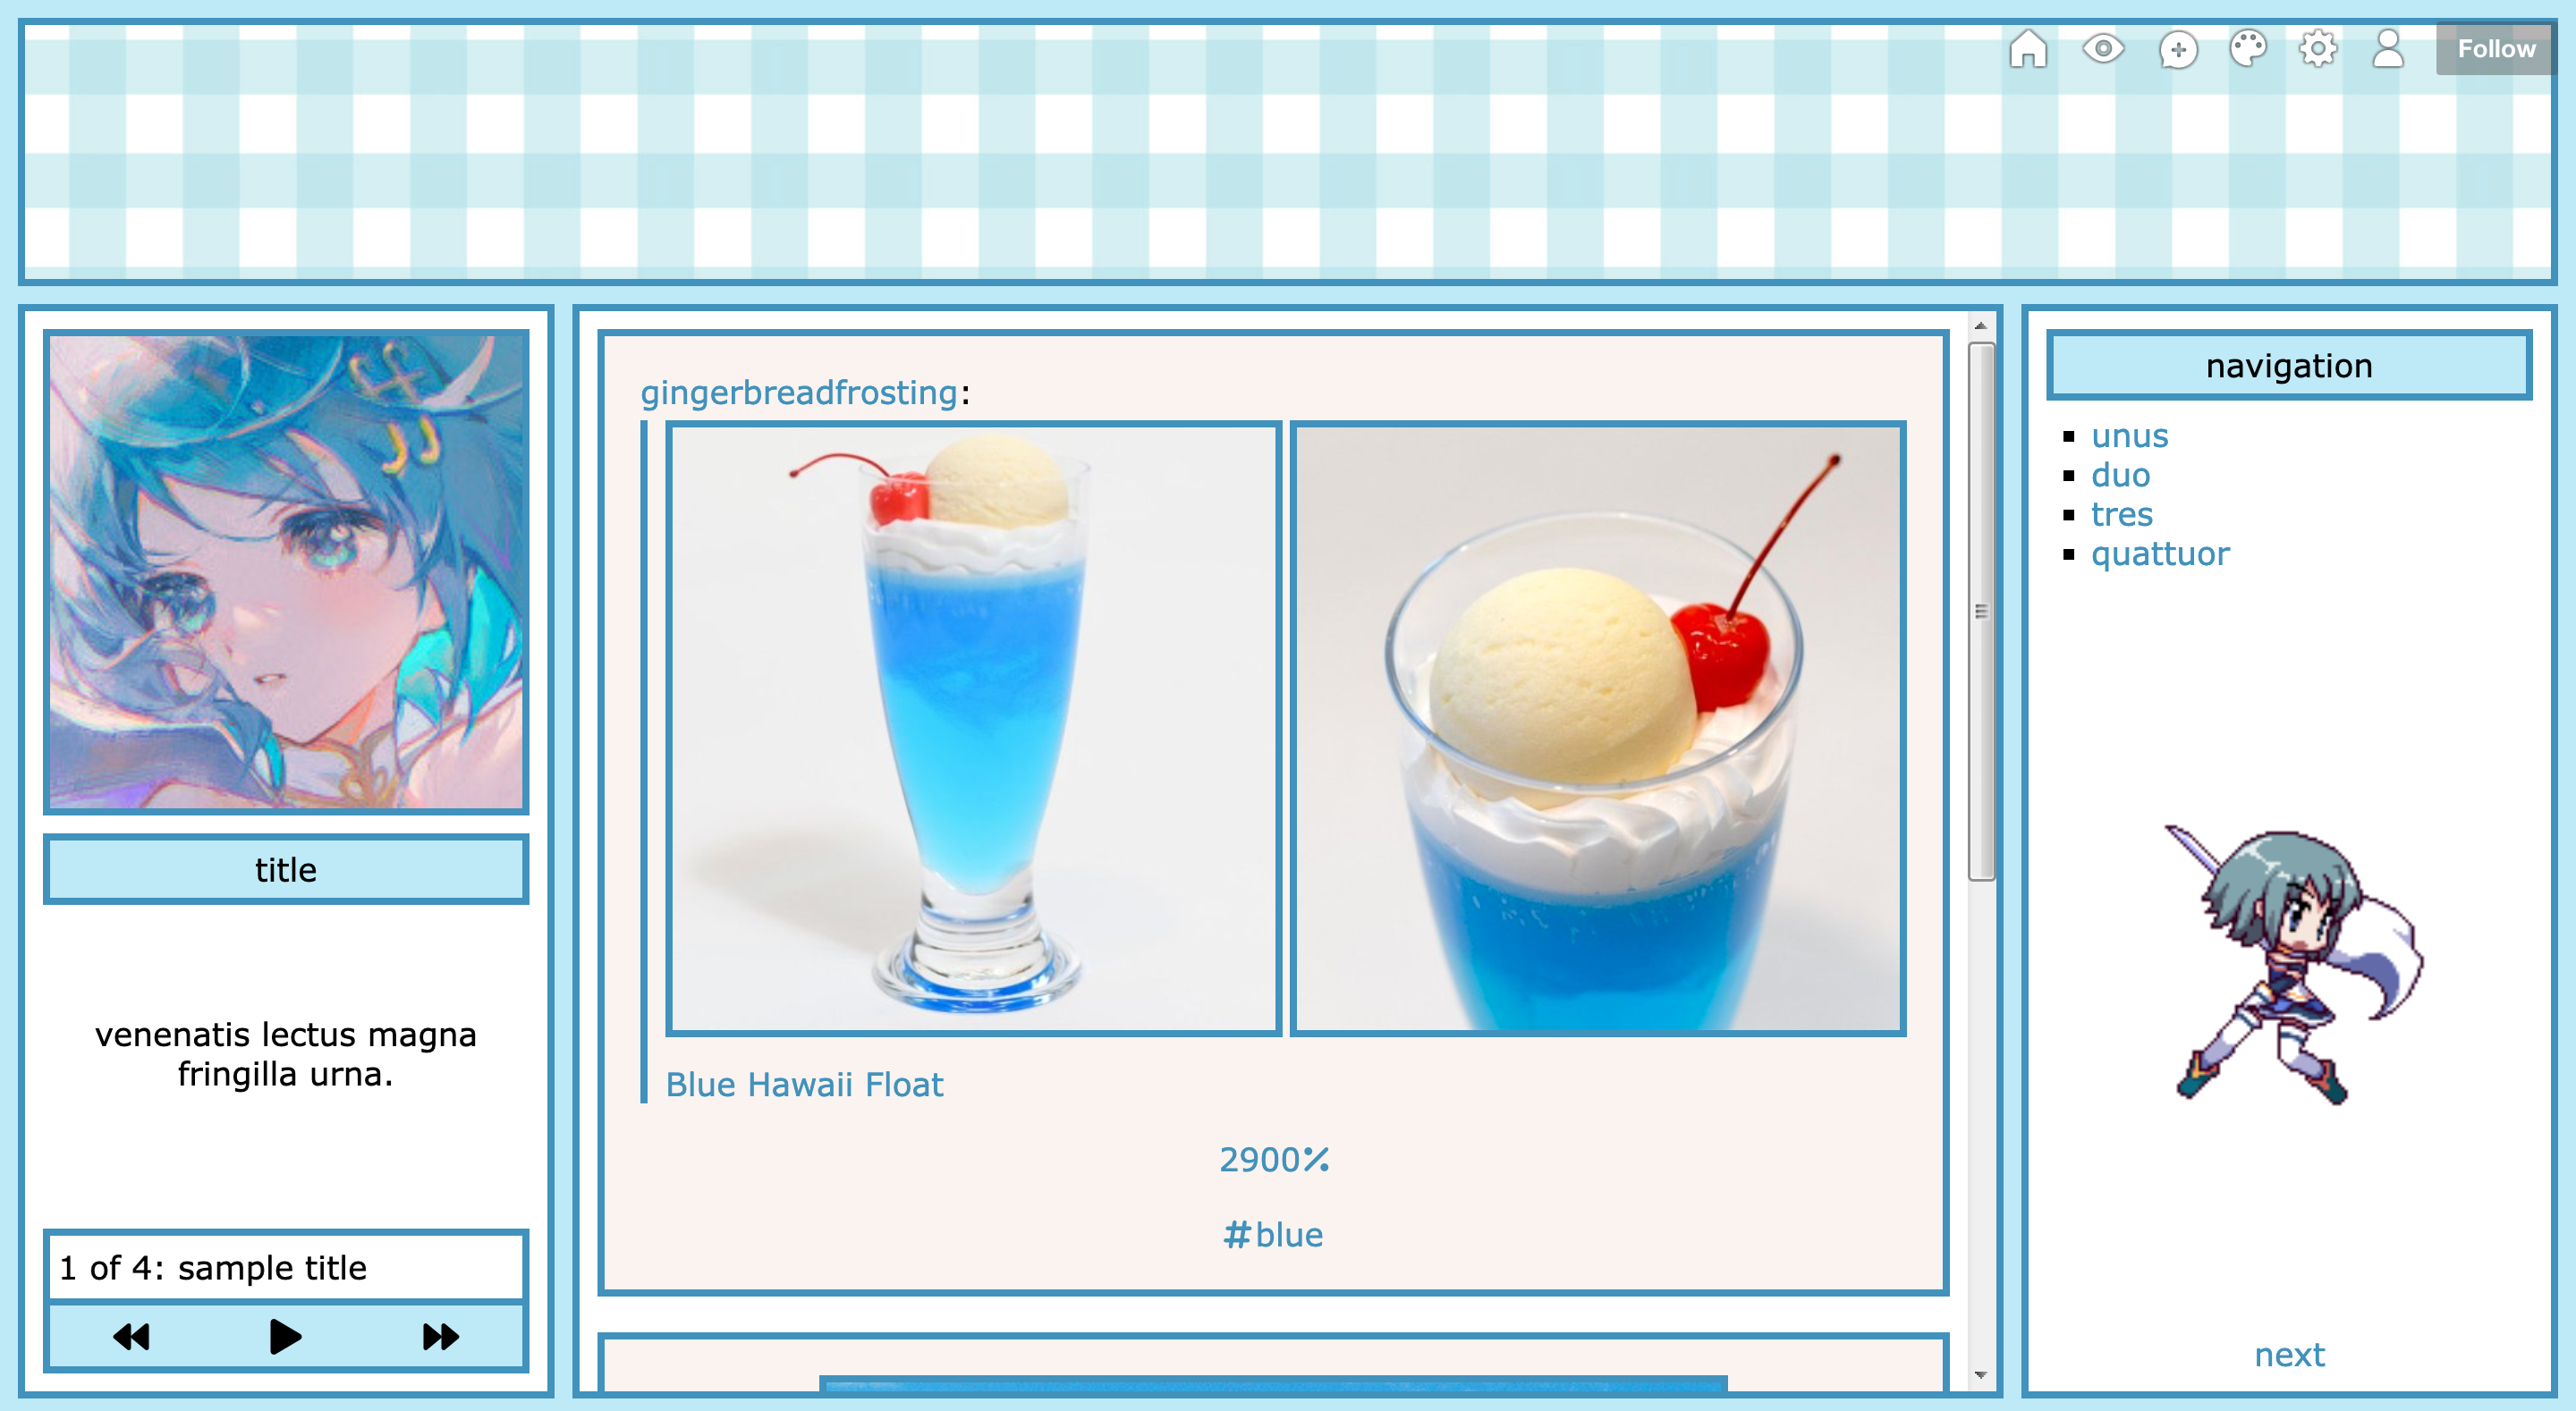 Follow
title
venenatis lectus magna
fringilla urna.
1 of 4: sample title
gingerbreadfrosting:
Blue Hawaii Float
2900%
#blue
navigation
unus
duo
tres
quattuor
next